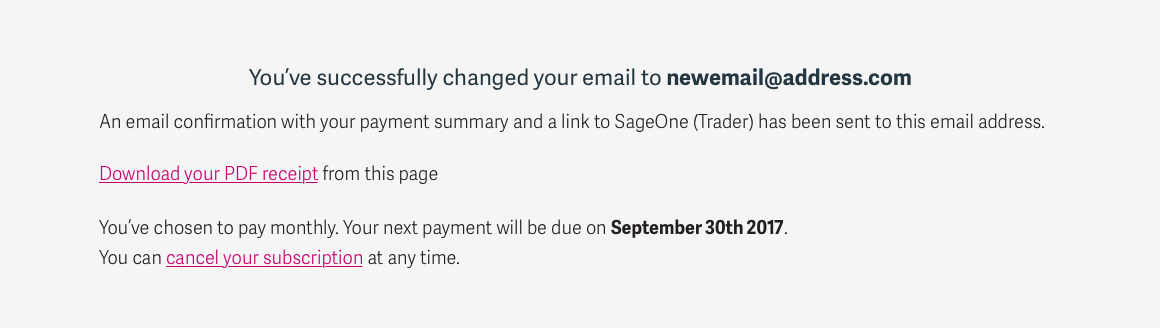 You’ve successfully changed your email to newemail@address.com
An email confirmation with your payment summary and a link to SageOne (Trader) has been sent to this email address.
Download your PDF receipt from this page
You’ve chosen to pay monthly. Your next payment will be due on September 30th 2017.
You can cancel your subscription at any time.